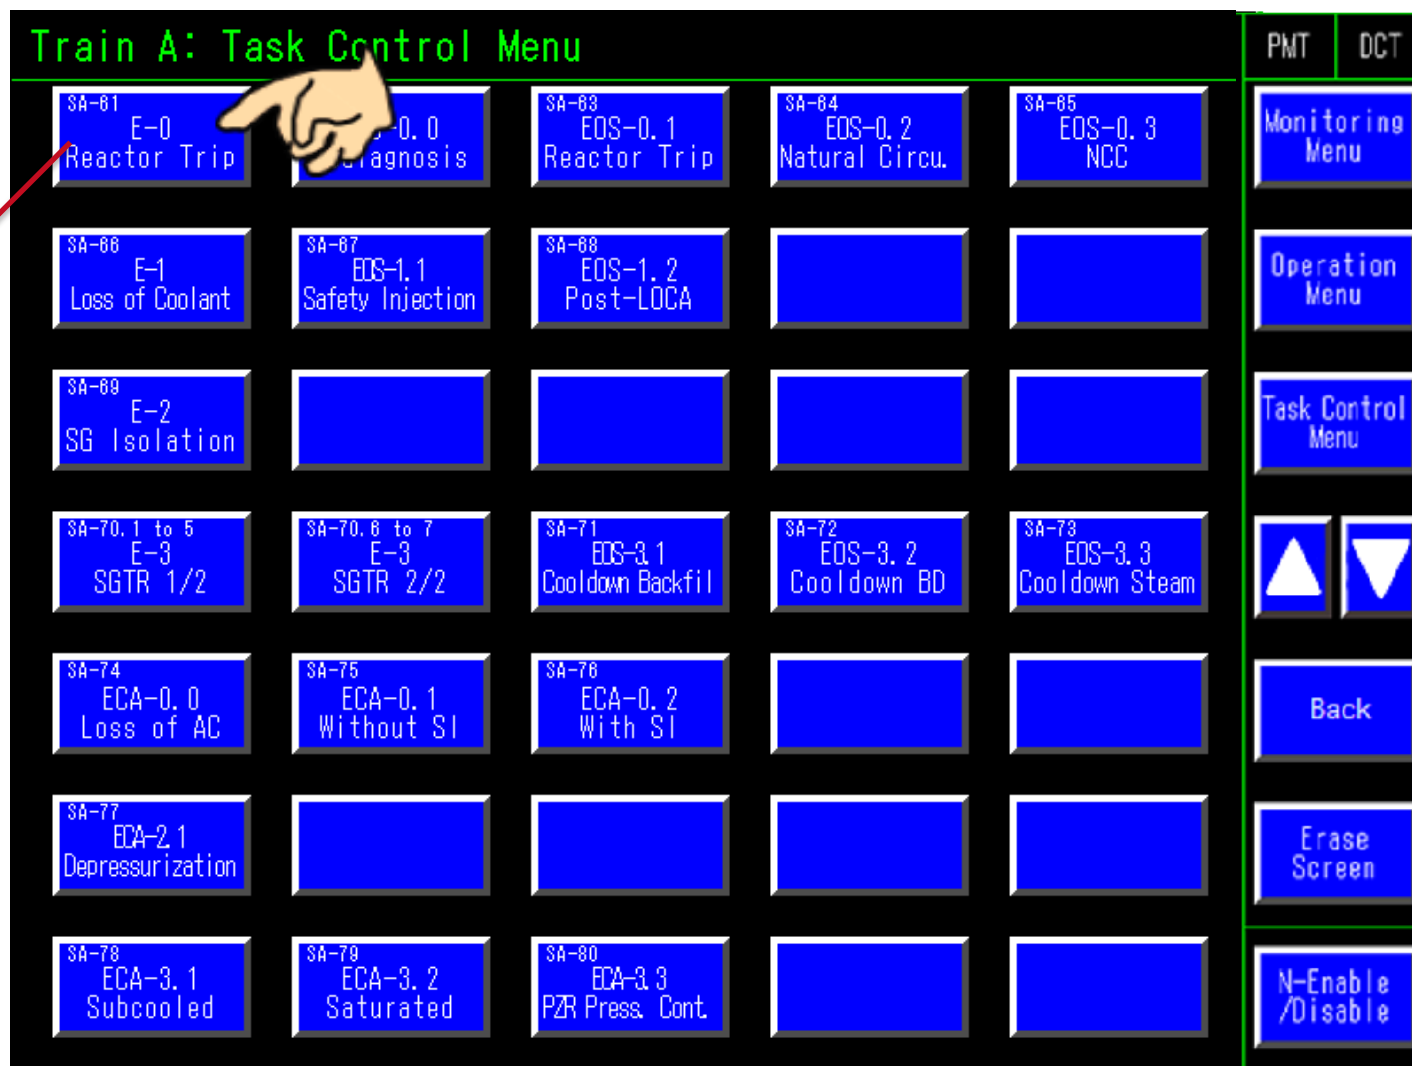 Train A: Task Control Menu
PMT DCT
SA-61
E-0
Reactor Trip
-0.0
agnosis
SA-63
EOS-0.1
Reactor Trip
SA-64
EOS-0.2
Natural Circu.
SA-65
EOS-0.3
NCC
Monitoring
Menu
SA-66
E-1
Loss of Coolant
SA-67
EOS-1.1
Safety Injection
SA-68
EOS-1.2
Post-LOCA
Operation
Menu
SA-69
E-2
SG Isolation
Task Control
Menu
SA-70.1 to 5
E-3
SGTR 1/2
SA-70.6 to 7
E-3
SGTR 2/2
SA-71
EOS-3.1
Cooldown Backfil
SA-72
EOS-3.2
Cooldown BD
SA-73
EOS-3.3
Cooldown Steam
SA-74
ECA-0.0
Loss of AC
SA-75
ECA-0.1
Without SI
SA-76
ECA-0.2
With SI
Back
SA-77
ECA-2.1
Depressurization
Erase
Screen
SA-78
ECA-3.1
Subcooled
SA-79
ECA-3.2
Saturated
SA-80
ECA-3.3
PZR Press. Cont.
N-Enable
/Disable